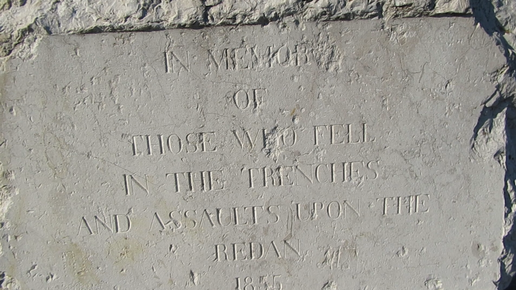 IN MEMORY
OF
THOSE WHO FELL
IN THE TRENCHES
AND ASSAULTS UPON THE
REDAN
1855